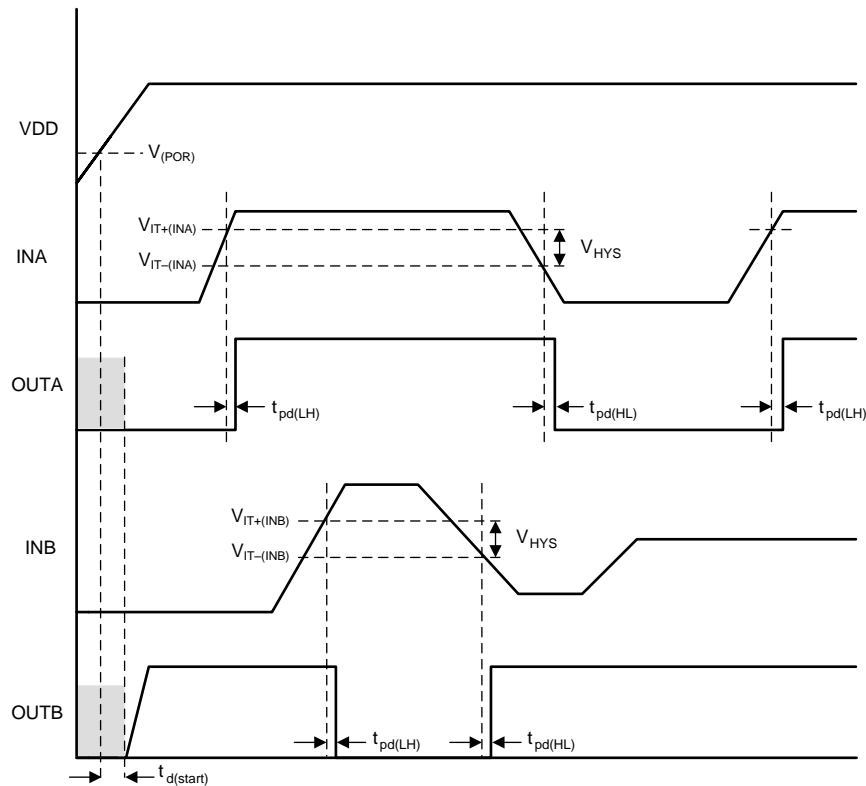 VDD
V(POR)
VIT+(INA)
INA
VIT–(INA)
VHYS
OUTA
tpd(LH)
tpd(HL)
tpd(LH)
VIT+(INB)
INB
VIT–(INB)
VHYS
OUTB
tpd(LH)
tpd(HL)
td(start)